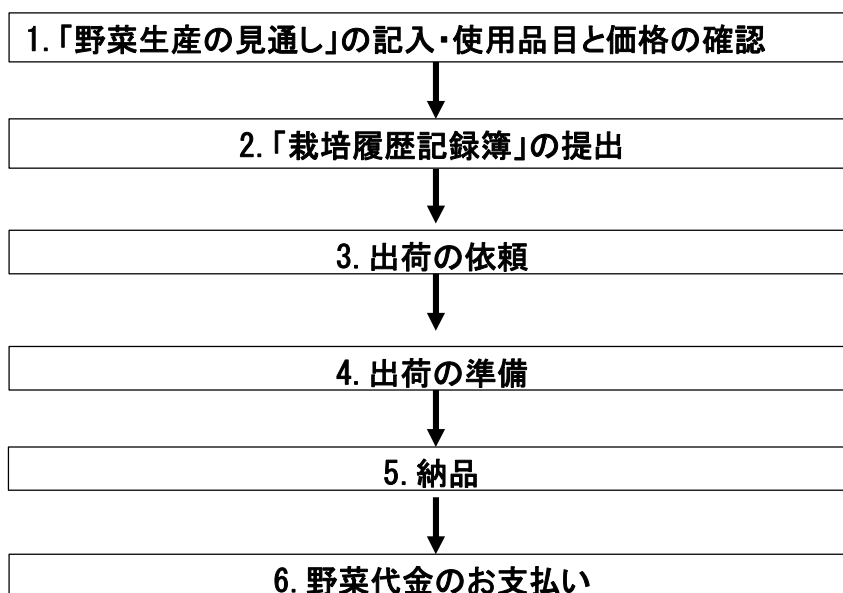 1.「野菜生産の見通し」の記入・使用品目と価格の確認
2.「栽培履歴記録簿」の提出
3.出荷の依頼
4.出荷の準備
5.納品
6.野菜代金のお支払い